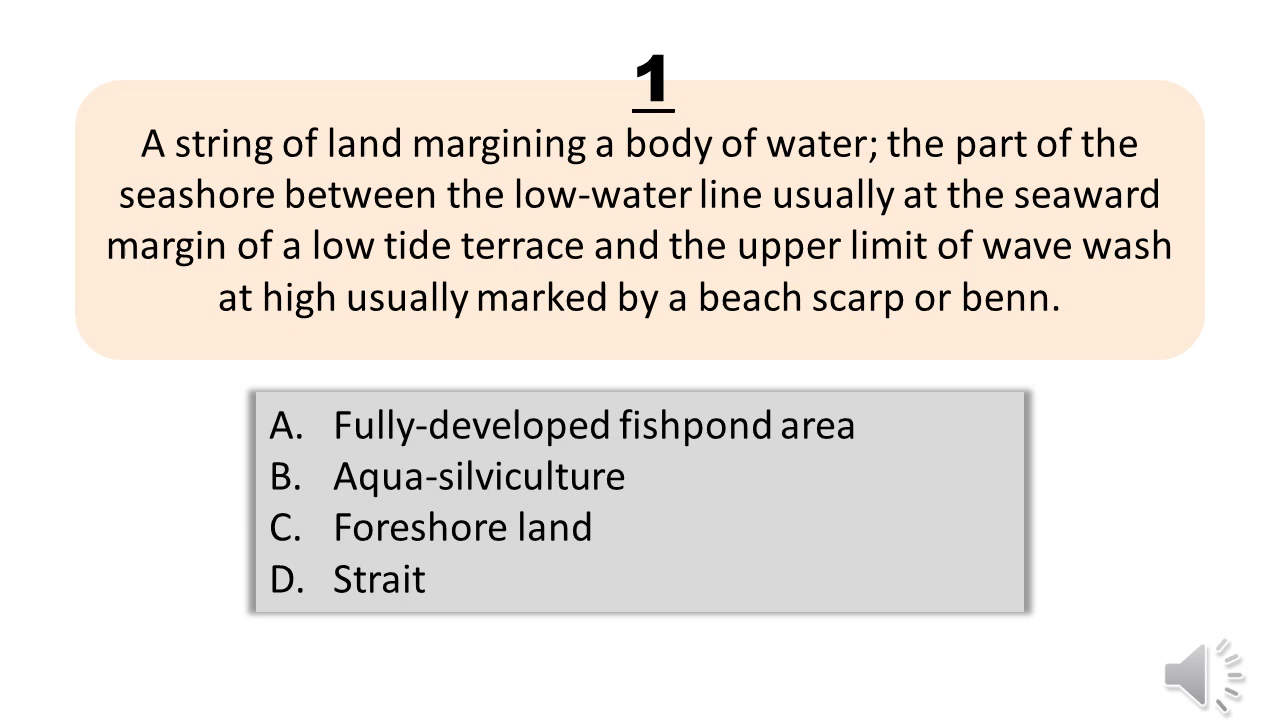 1
A string of land margining a body of water; the part of the
seashore between the low-water line usually at the seaward
margin of a low tide terrace and the upper limit of wave wash
at high usually marked by a beach scarp or benn.
A. Fully-developed fishpond area
B. Aqua-silviculture
C. Foreshore land
D. Strait